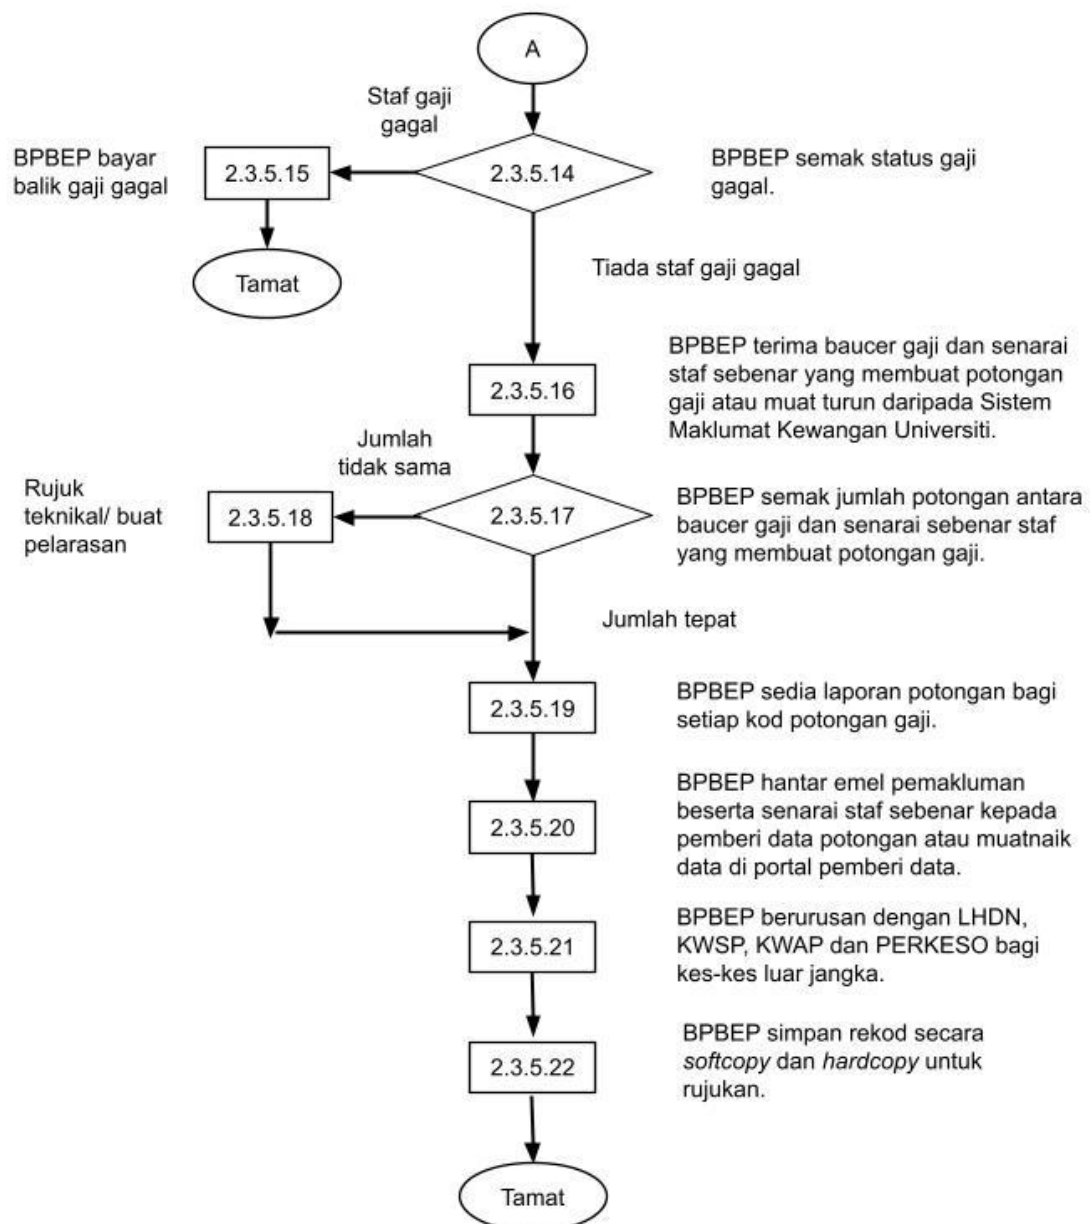 A
Staf gaji
gagal
BPBEP bayar
balik gaji gagal
2.3.5.15
2.3.5.14
BPBEP semak status gaji
gagal.
Tamat
Tiada staf gaji gagal
BPBEP terima baucer gaji dan senarai
staf sebenar yang membuat potongan
gaji atau muat turun daripada Sistem
Maklumat Kewangan Universiti.
2.3.5.16
Jumlah
tidak sama
Rujuk
teknikal/ buat
pelarasan
2.3.5.18
2.3.5.17
BPBEP semak jumlah potongan antara
baucer gaji dan senarai sebenar staf
yang membuat potongan gaji.
Jumlah tepat
2.3.5.19
BPBEP sedia laporan potongan bagi
setiap kod potongan gaji.
2.3.5.20
BPBEP hantar emel pemakluman
beserta senarai staf sebenar kepada
pemberi data potongan atau muatnaik
data di portal pemberi data.
2.3.5.21
BPBEP berurusan dengan LHDN,
KWSP, KWAP dan PERKESO bagi
kes-kes luar jangka.
2.3.5.22
BPBEP simpan rekod secara
softcopy dan hardcopy untuk
rujukan.
Tamat